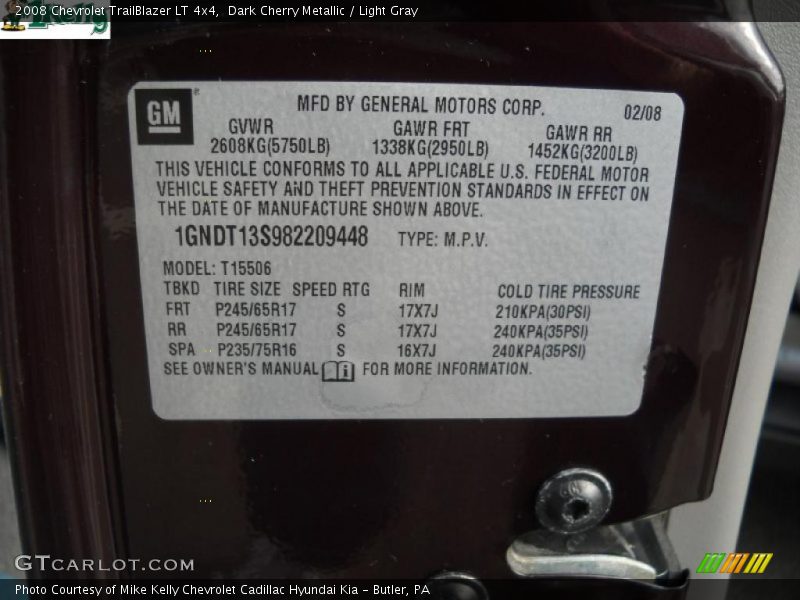 2008 Chevrolet TrailBlazer LT 4x4, Dark Cherry Metallic / Light Gray
GM
MFD BY GENERAL MOTORS CORP. 02/08
GVWR GAWR FRT GAWR RR
2608KG(5750LB) 1338KG(2950LB) 1452KG(3200LB)
THIS VEHICLE CONFORMS TO ALL APPLICABLE U.S. FEDERAL MOTOR
VEHICLE SAFETY AND THEFT PREVENTION STANDARDS IN EFFECT ON
THE DATE OF MANUFACTURE SHOWN ABOVE.
1GNDT13S982209448 TYPE: M.P.V.
MODEL: T15506
TBKD TIRE SIZE SPEED RTG RIM COLD TIRE PRESSURE
FRT P245/65R17 S 17X7J 210KPA(30PSI)
RR P245/65R17 S 17X7J 240KPA(35PSI)
SPA P235/75R16 S 16X7J 240KPA(35PSI)
SEE OWNER'S MANUAL FOR MORE INFORMATION.
GTCARLOT.COM
Photo Courtesy of Mike Kelly Chevrolet Cadillac Hyundai Kia - Butler, PA